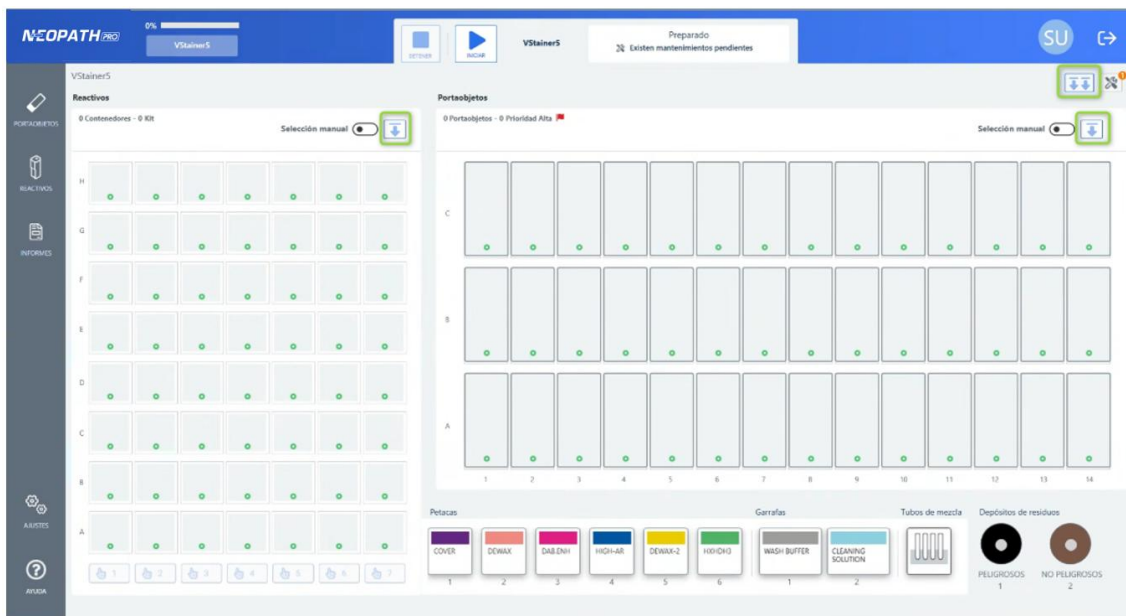 NEOPATH PRO
0%
VStainer5
DETENER
INICIAR
VStainer5
Preparado
Existen mantenimientos pendientes
SU
PORTAOBJETOS
REACTIVOS
INFORMES
AJUSTES
AYUDA
VStainer5
1
Reactivos
0 Contenedores - 0 Kit
Selección manual
H
G
F
E
D
C
B
A
1 2 3 4 5 6 7
Portaobjetos
0 Portaobjetos - 0 Prioridad Alta
Selección manual
C
B
A
1 2 3 4 5 6 7 8 9 10 11 12 13 14
Petacas
COVER
DEWAX
DAB.ENH
HIGH-AR
DEWAX-2
1 2 3 4 5 6
Garrafas
WASH BUFFER
CLEANING
SOLUTION
1 2
Tubos de mezcla
Depósitos de residuos
PELIGROSOS
1
NO PELIGROSOS
2